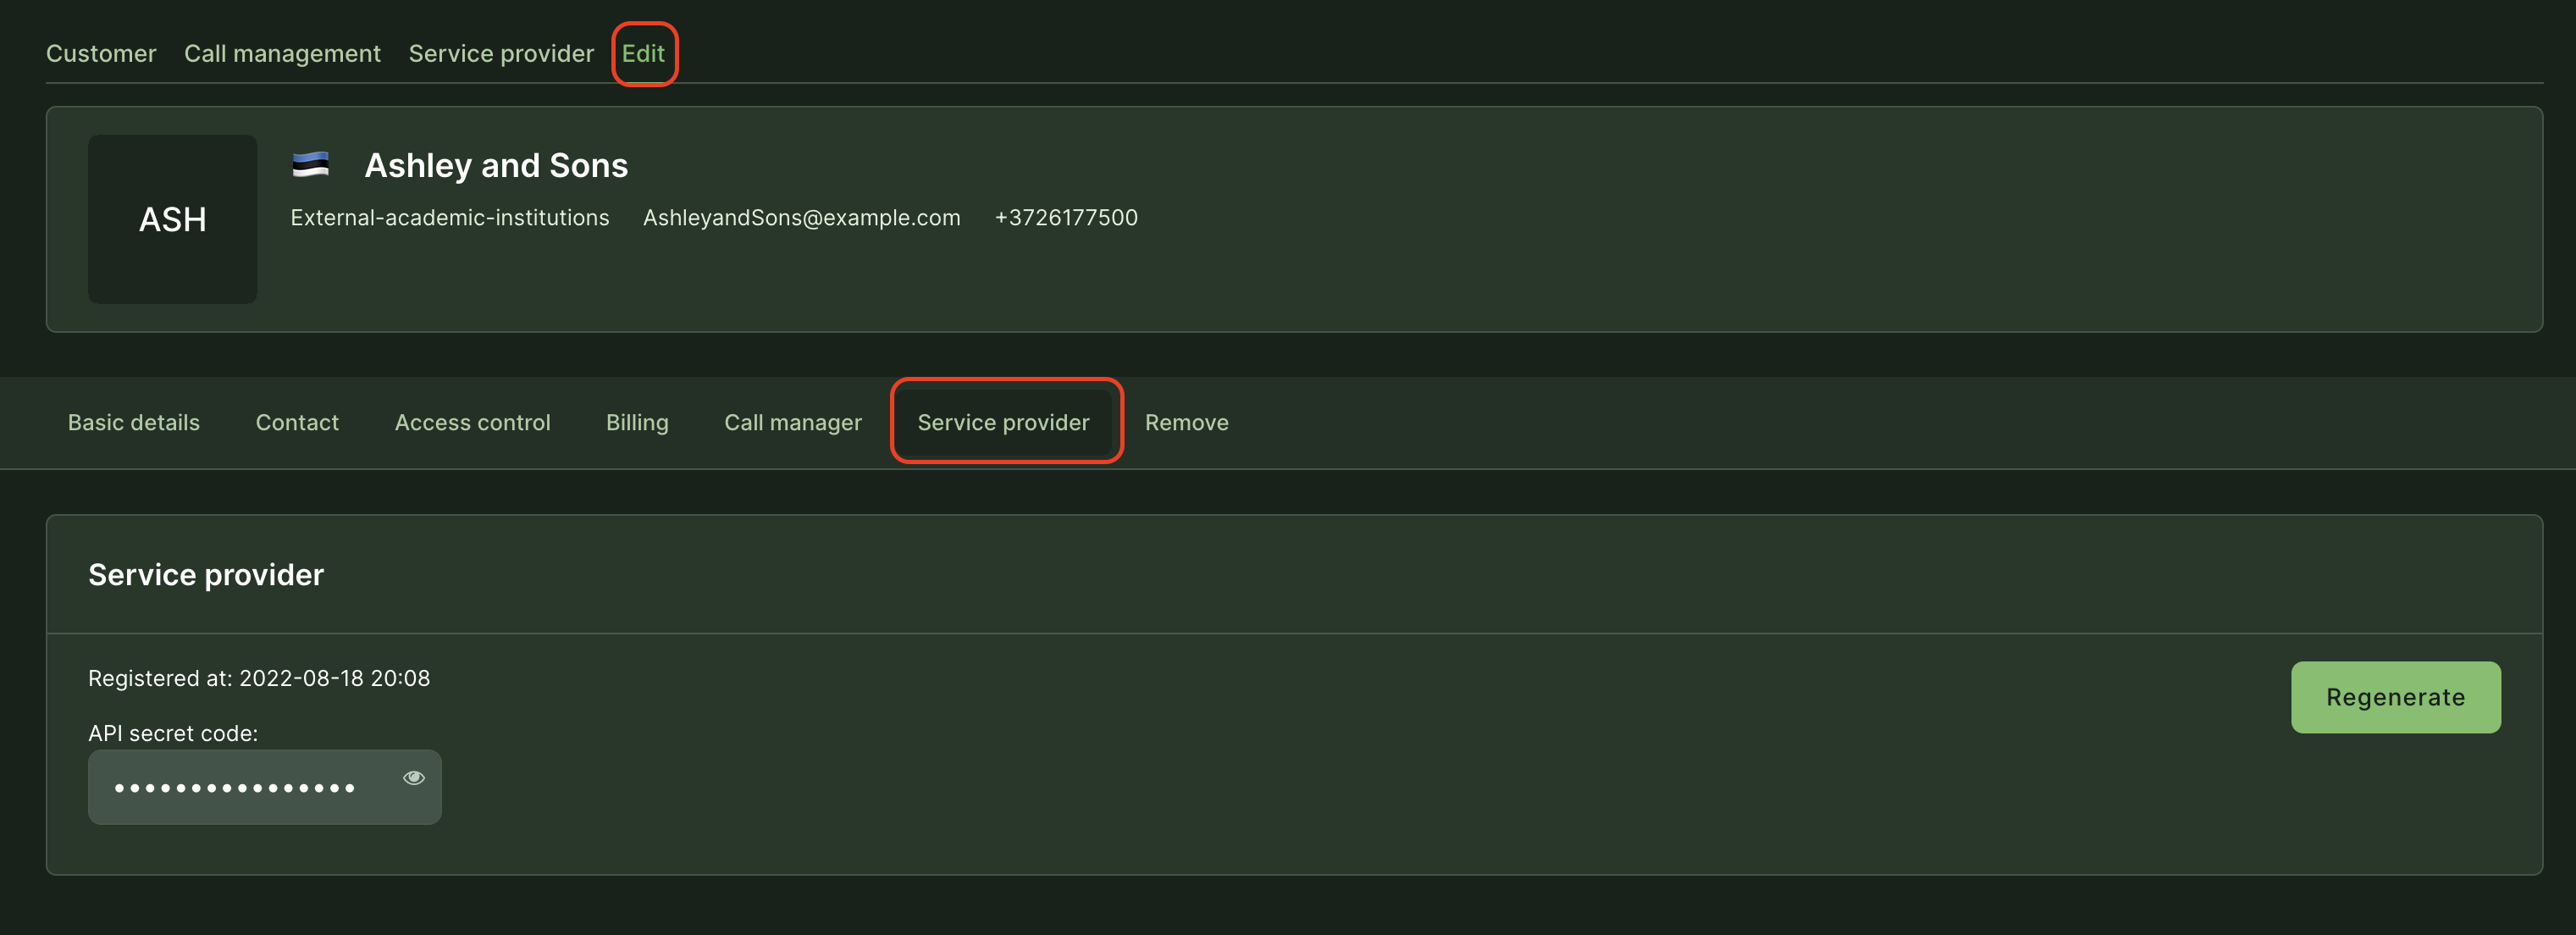 Customer Call management Service provider Edit
ASH
Ashley and Sons
External-academic-institutions AshleyandSons@example.com +3726177500
Basic details Contact Access control Billing Call manager Service provider Remove
Service provider
Registered at: 2022-08-18 20:08
Regenerate
API secret code:
••••••••••••••••